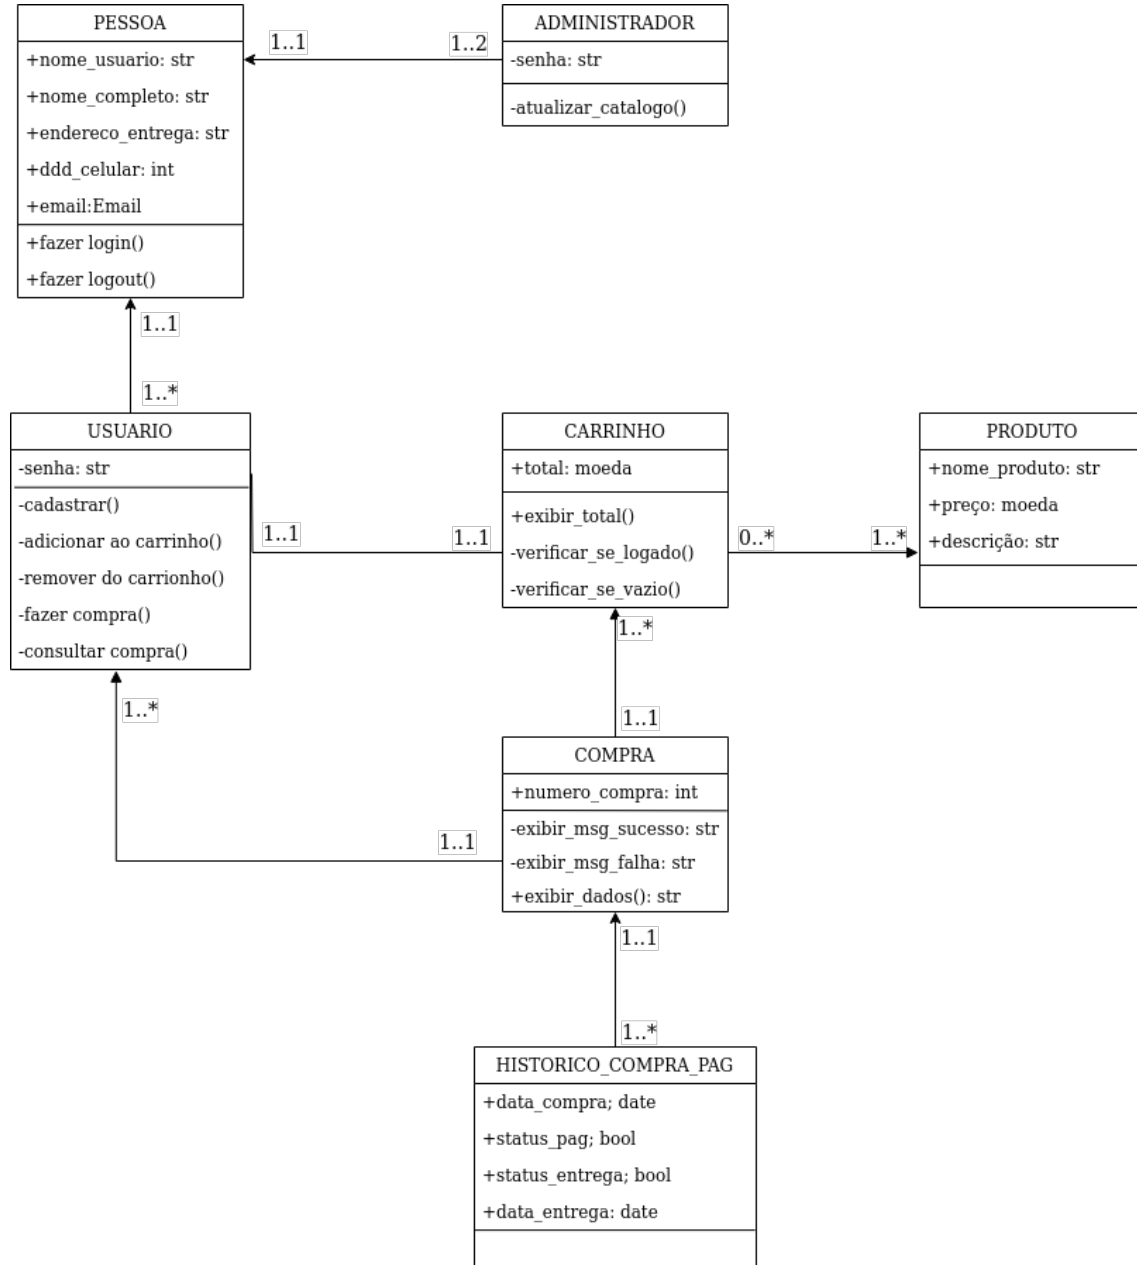 PESSOA
+nome_usuario: str
+nome_completo: str
+endereco_entrega: str
+ddd_celular: int
+email:Email
+fazer login()
+fazer logout()
1..1
1..2
ADMINISTRADOR
-senha: str
-atualizar_catalogo()
1..1
1..*
USUARIO
-senha: str
-cadastrar()
-adicionar ao carrinho()
-remover do carrionho()
-fazer compra()
-consultar compra()
1..1
1..1
CARRINHO
+total: moeda
+exibir_total()
-verificar_se_logado()
-verificar_se_vazio()
0..*
1..*
PRODUTO
+nome_produto: str
+preço: moeda
+descrição: str
1..*
1..1
1..*
1..1
COMPRA
+numero_compra: int
-exibir_msg_sucesso: str
-exibir_msg_falha: str
+exibir_dados(): str
1..1
1..*
HISTORICO_COMPRA_PAG
+data_compra; date
+status_pag; bool
+status_entrega; bool
+data_entrega: date